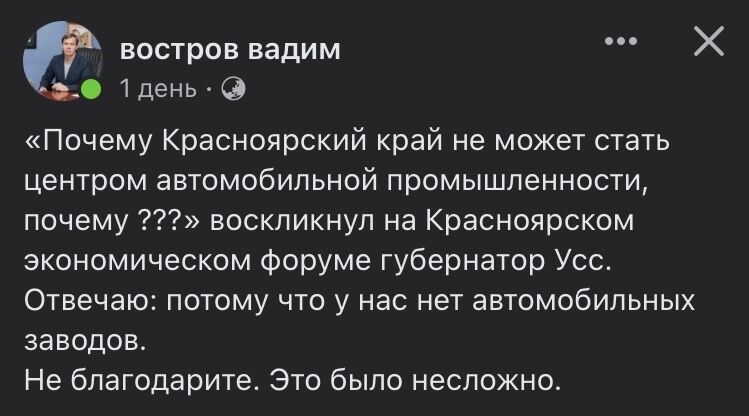 востров вадим
1 день ·
«Почему Красноярский край не может стать
центром автомобильной промышленности,
почему ???» воскликнул на Красноярском
экономическом форуме губернатор Усс.
Отвечаю: потому что у нас нет автомобильных
заводов.
Не благодарите. Это было несложно.